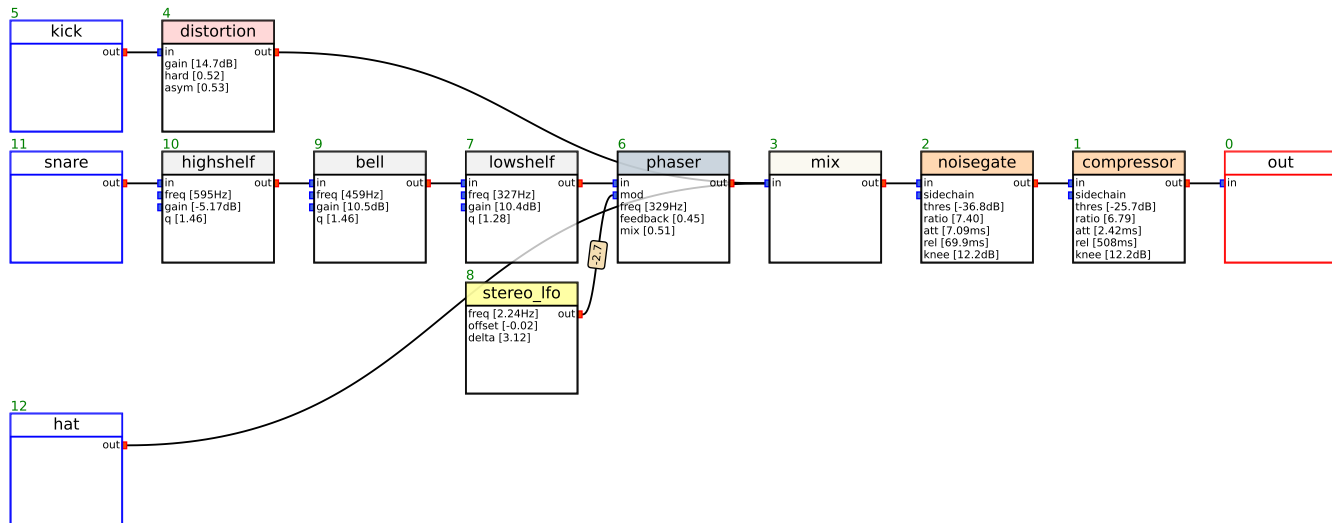 5
kick
out
4
distortion
in out
gain [14.7dB]
hard [0.52]
asym [0.53]
11
snare
out
10
highshelf
in out
freq [595Hz]
gain [-5.17dB]
q [1.46]
9
bell
in out
freq [459Hz]
gain [10.5dB]
q [1.46]
7
lowshelf
in out
freq [327Hz]
gain [10.4dB]
q [1.28]
6
phaser
in out
mod
freq [329Hz]
feedback [0.45]
mix [0.51]
3
mix
in out
2
noisegate
in out
sidechain
thres [-36.8dB]
ratio [7.40]
att [7.09ms]
rel [69.9ms]
knee [12.2dB]
1
compressor
in out
sidechain
thres [-25.7dB]
ratio [6.79]
att [2.42ms]
rel [508ms]
knee [12.2dB]
0
out
in
-2.7
8
stereo_lfo
freq [2.24Hz] out
offset [-0.02]
delta [3.12]
12
hat
out